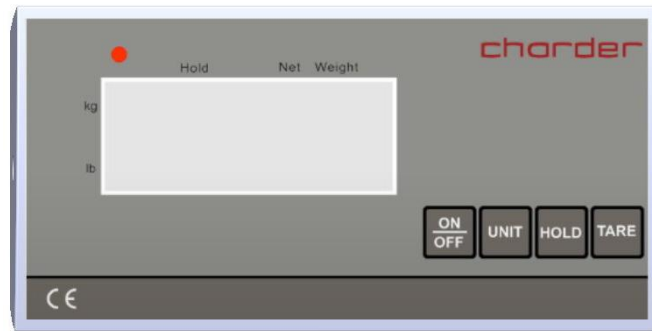 charder
Hold Net Weight
kg
lb
ON
OFF UNIT HOLD TARE
CE